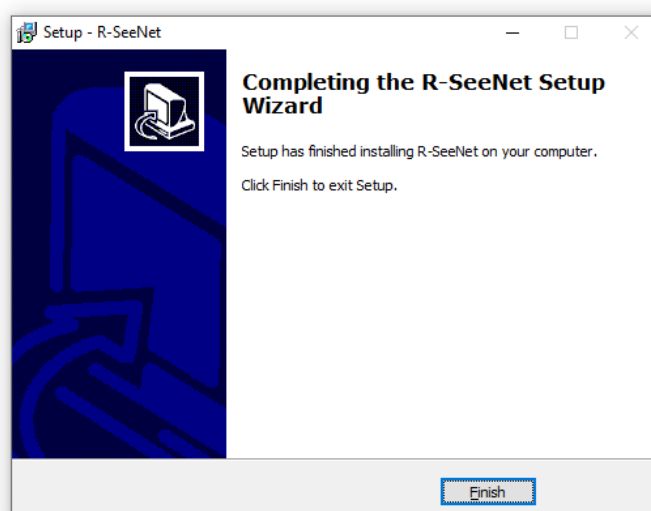 Setup - R-SeeNet
Completing the R-SeeNet Setup
Wizard
Setup has finished installing R-SeeNet on your computer.
Click Finish to exit Setup.
Finish